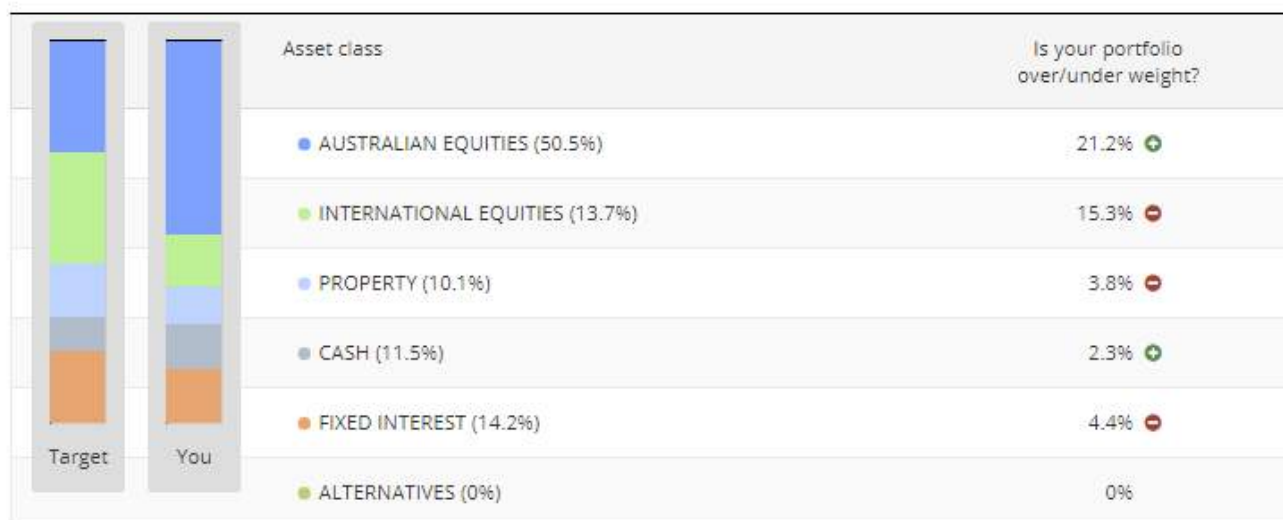 Asset class
Is your portfolio
over/under weight?
AUSTRALIAN EQUITIES (50.5%)
21.2%
INTERNATIONAL EQUITIES (13.7%)
15.3%
PROPERTY (10.1%)
3.8%
CASH (11.5%)
2.3%
FIXED INTEREST (14.2%)
4.4%
Target
You
ALTERNATIVES (0%)
0%